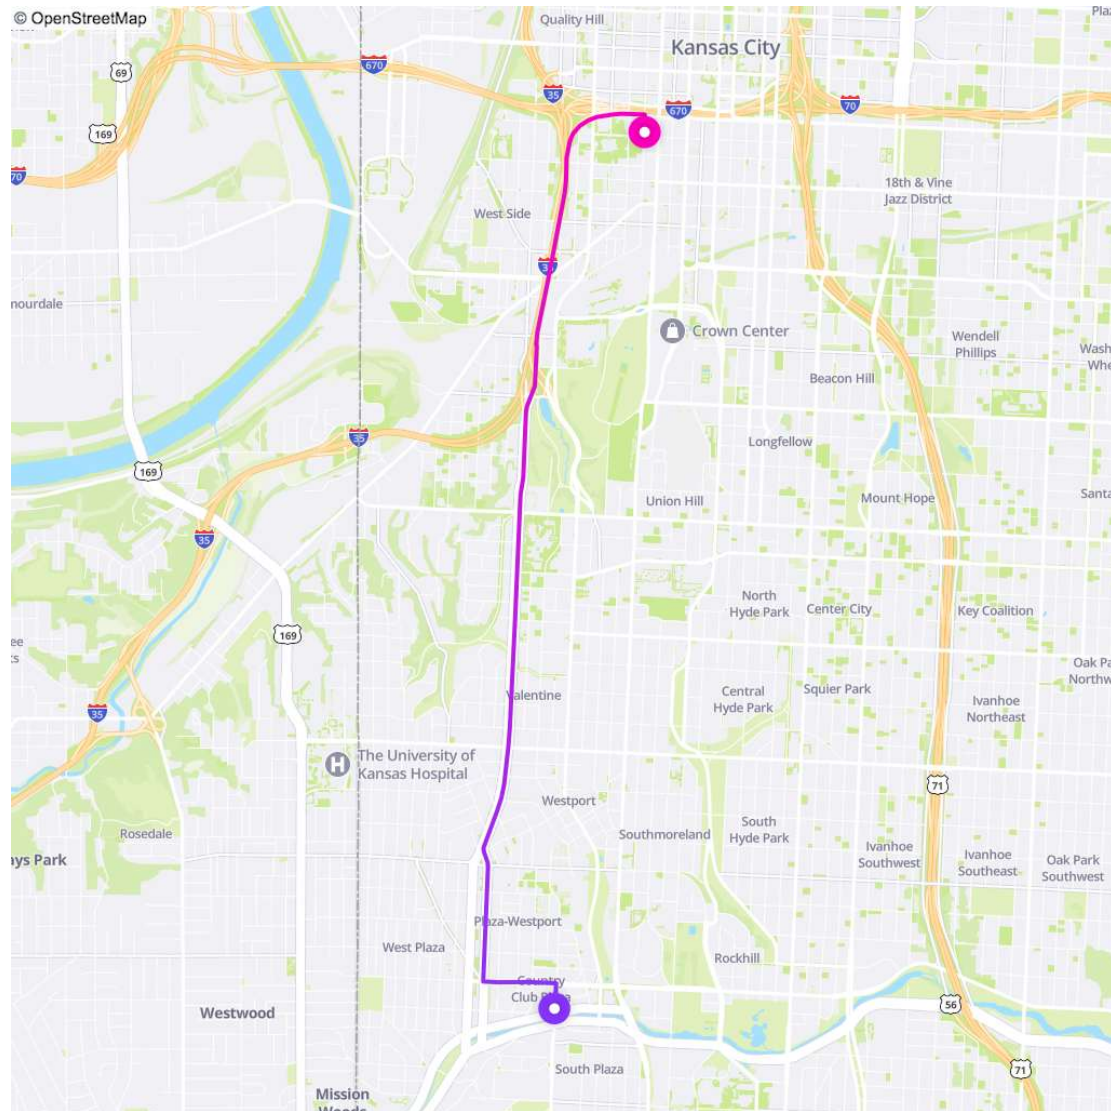 © OpenStreetMap
Quality Hill
Kansas City
69
670
35
70
670
169
70
18th & Vine
Jazz District
West Side
35
Crown Center
Wendell
Phillips
Beacon Hill
35
Longfellow
169
Union Hill
Mount Hope
35
North
Hyde Park
Center City
Key Coalition
169
Central
Hyde Park
Squier Park
Valentine
Ivanhoe
Northeast
35
The University of
Kansas Hospital
H
71
Westport
Rosedale
Southmoreland
South
Hyde Park
Ivanhoe
Southwest
Ivanhoe
Southeast
Oak Park
Southwest
ays Park
Plaza-Westport
West Plaza
Rockhill
Country
Club Plaza
56
Westwood
South Plaza
71
Mission